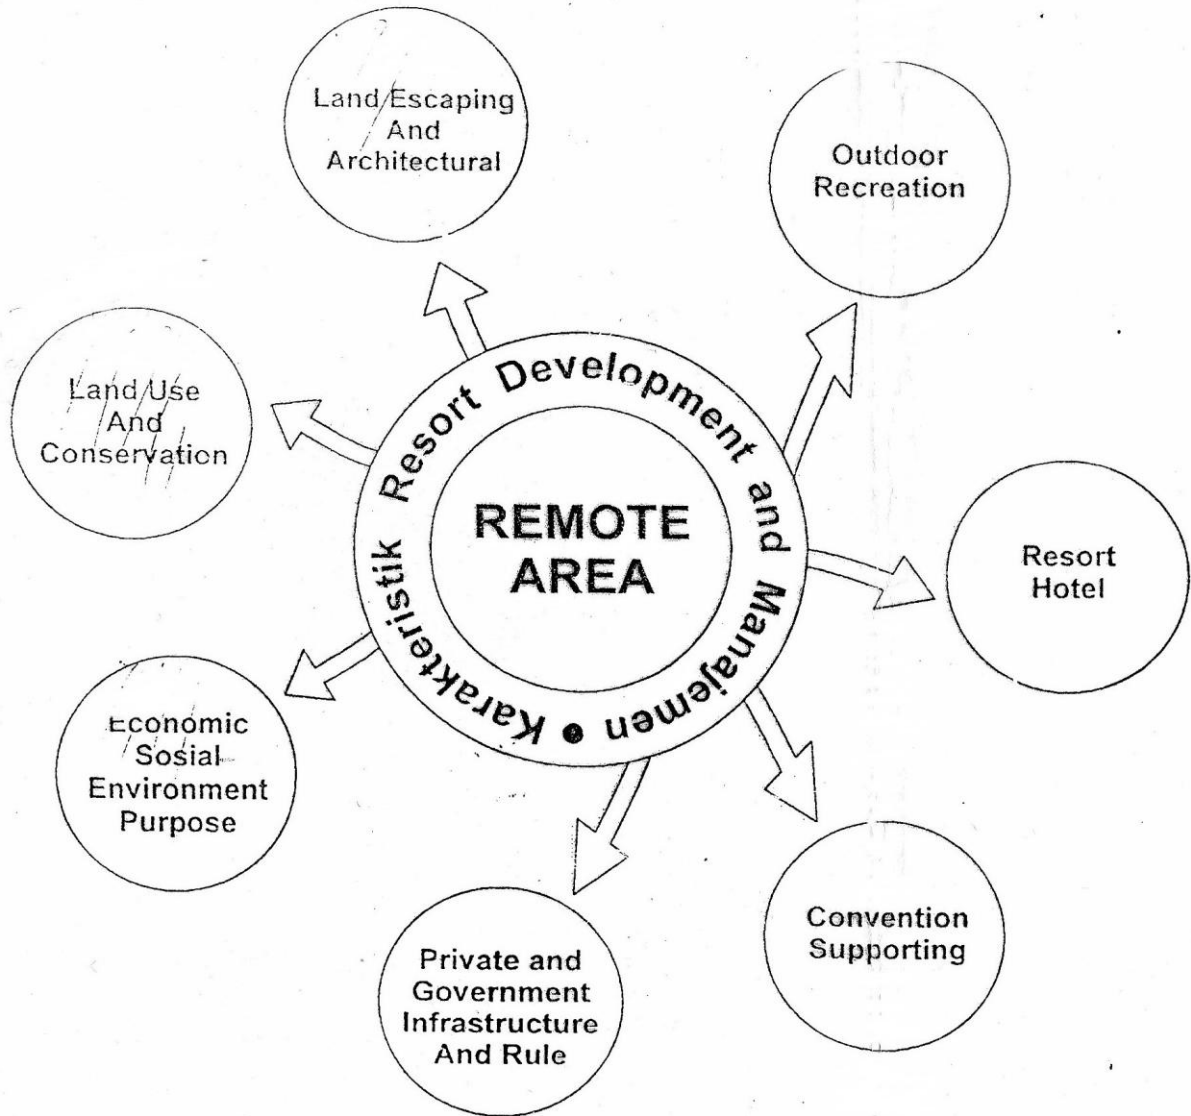 Land Escaping
And
Architectural
Outdoor
Recreation
Land Use
And
Conservation
Karakteristik Resort Development and Manajemen •
REMOTE
AREA
Resort
Hotel
Economic
Sosial
Environment
Purpose
Convention
Supporting
Private and
Government
Infrastructure
And Rule